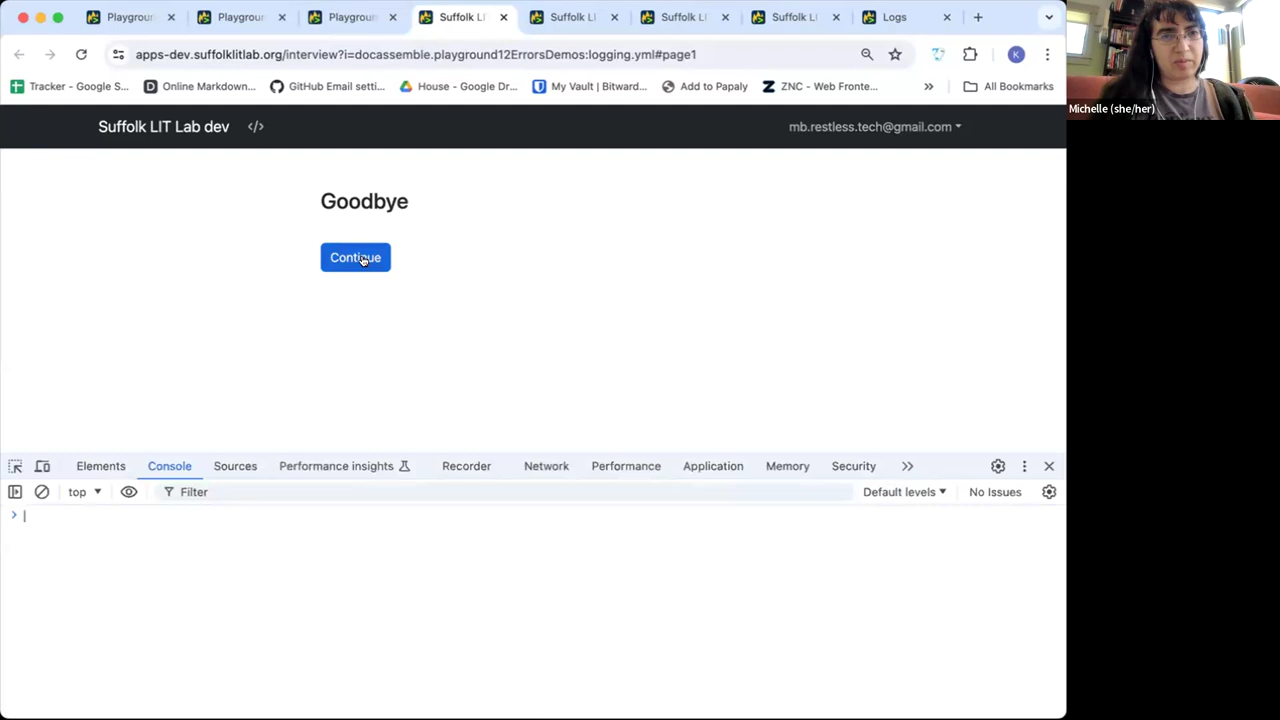 Playgroun
Playgroun
Playgroun
Suffolk LI
Suffolk LI
Suffolk LI
Suffolk LI
Logs
apps-dev.suffolklitlab.org/interview?i=docassemble.playground12ErrorsDemos:logging.yml#page1
K
Tracker - Google S...
Online Markdown...
GitHub Email setti...
House - Google Dr...
My Vault | Bitward...
Add to Papaly
ZNC - Web Fronte...
All Bookmarks
Michelle (she/her)
Suffolk LIT Lab dev </>
mb.restless.tech@gmail.com
Goodbye
Continue
Elements
Console
Sources
Performance insights
Recorder
Network
Performance
Application
Memory
Security
top
Filter
Default levels
No Issues